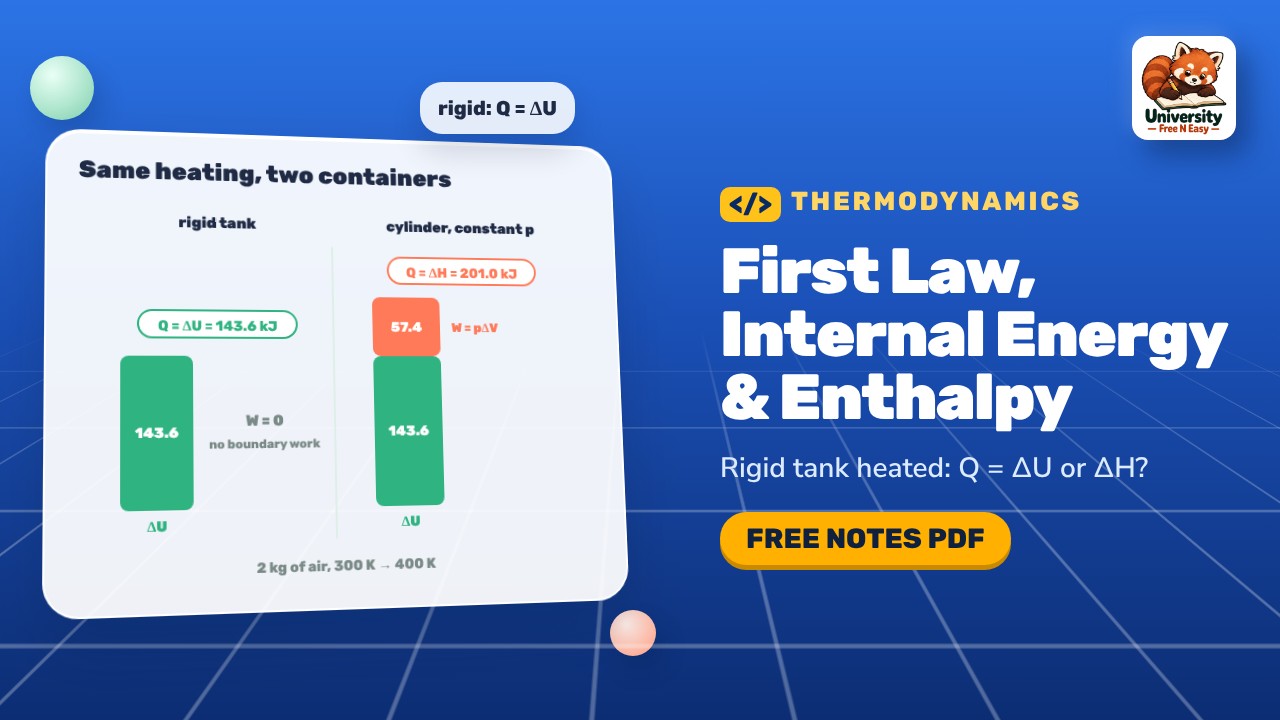 rigid: Q = ΔU
Same heating, two containers
rigid tank
Q = ΔU = 143.6 kJ
143.6
W = 0
no boundary work
ΔU
cylinder, constant p
Q = ΔH = 201.0 kJ
57.4
W = pΔV
143.6
ΔU
2 kg of air, 300 K → 400 K
University
Free N Easy
</> THERMODYNAMICS
First Law,
Internal Energy
& Enthalpy
Rigid tank heated: Q = ΔU or ΔH?
FREE NOTES PDF